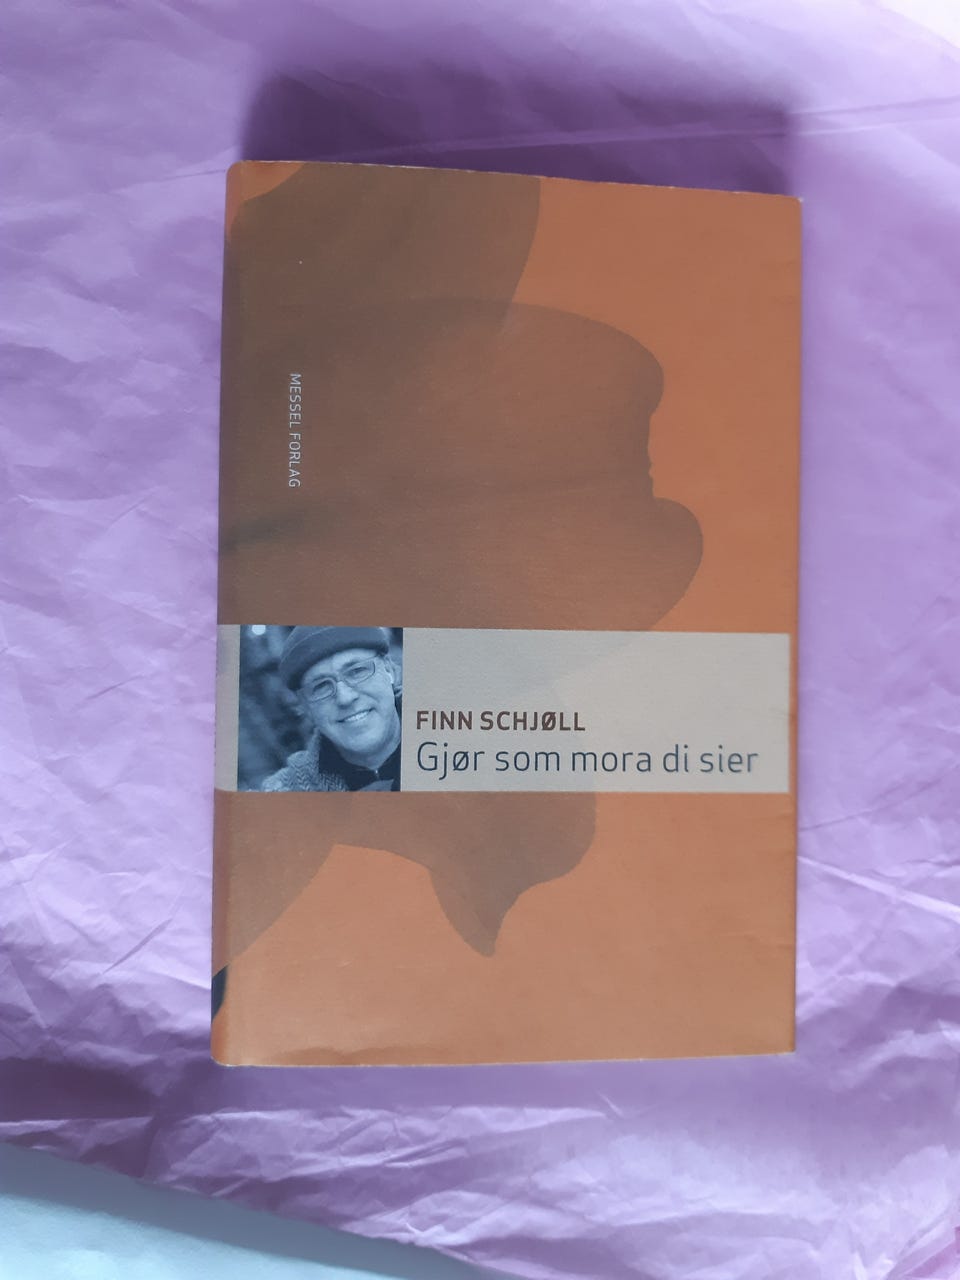 MESSEL FORLAG
FINN SCHJØLL
Gjør som mora di sier